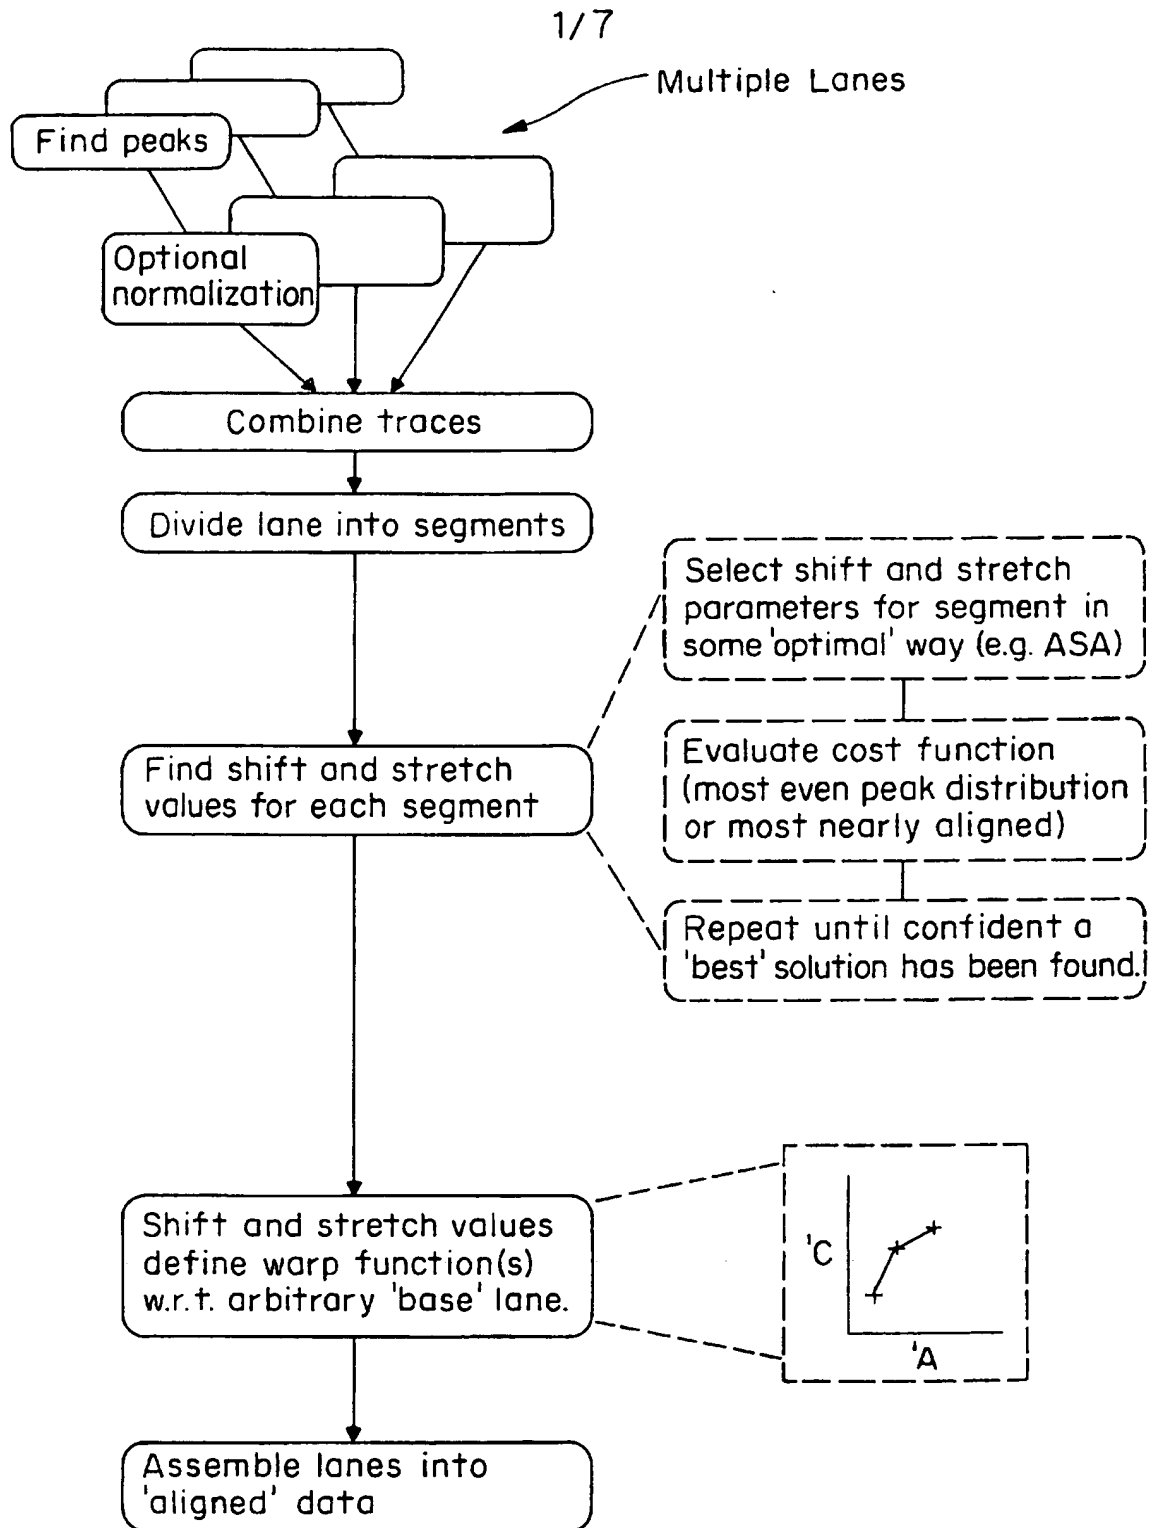 1/7
Multiple Lanes
Find peaks
Optional
normalization
Combine traces
Divide lane into segments
Select shift and stretch
parameters for segment in
some 'optimal' way (e.g. ASA)
Find shift and stretch
values for each segment
Evaluate cost function
(most even peak distribution
or most nearly aligned)
Repeat until confident a
'best' solution has been found.
Shift and stretch values
define warp function(s)
w.r.t. arbitrary 'base' lane.
'C
'A
Assemble lanes into
'aligned' data